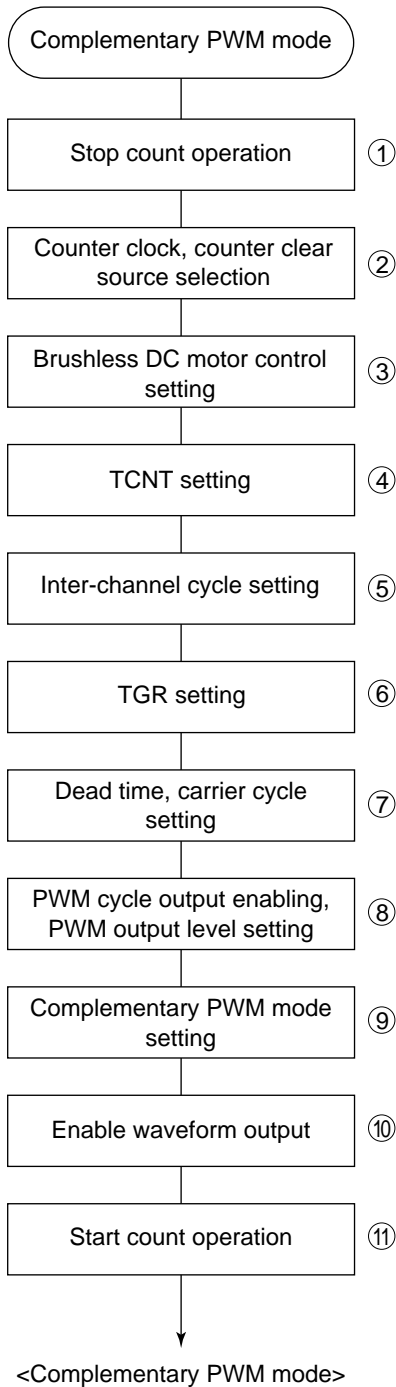 Complementary PWM mode
Stop count operation ①
Counter clock, counter clear
source selection ②
Brushless DC motor control
setting ③
TCNT setting ④
Inter-channel cycle setting ⑤
TGR setting ⑥
Dead time, carrier cycle
setting ⑦
PWM cycle output enabling,
PWM output level setting ⑧
Complementary PWM mode
setting ⑨
Enable waveform output ⑩
Start count operation ⑪
<Complementary PWM mode>